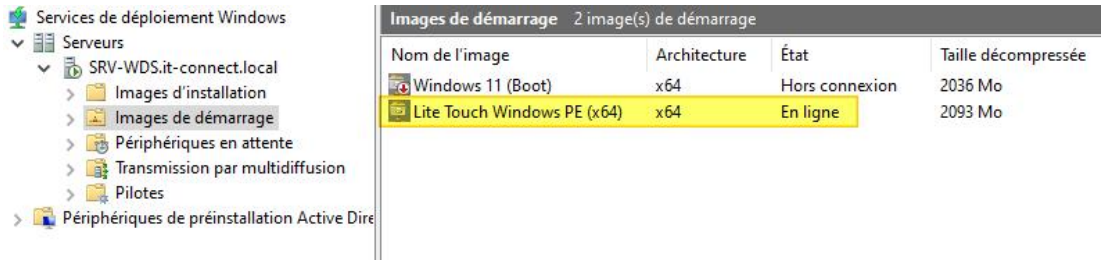 Services de déploiement Windows
Serveurs
SRV-WDS.it-connect.local
Images d'installation
Images de démarrage
Périphériques en attente
Transmission par multidiffusion
Pilotes
Périphériques de préinstallation Active Dire
Images de démarrage 2 image(s) de démarrage
Nom de l'image Architecture État Taille décompressée
Windows 11 (Boot) x64 Hors connexion 2036 Mo
Lite Touch Windows PE (x64) x64 En ligne 2093 Mo